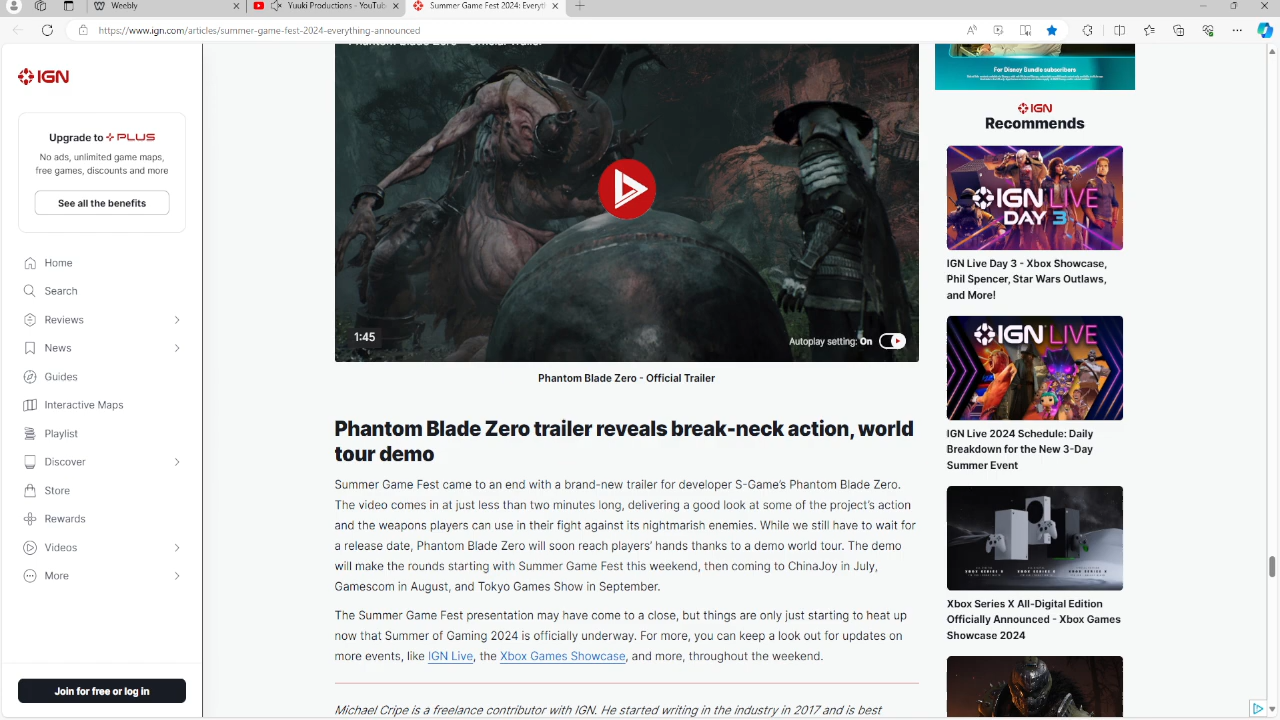 Webly
Yuuki Productions - YouTube
Summer Game Fest 2024: Everyth
https://www.ign.com/articles/summer-game-fest-2024-everything-announced
IGN
Upgrade to PLUS
No ads, unlimited game maps,
free games, discounts and more
See all the benefits
Home
Search
Reviews
News
Guides
Interactive Maps
Playlist
Discover
Store
Rewards
Videos
More
Join for free or log in
Phantom Blade Zero - Official Trailer
1:45
Autoplay setting: On
Phantom Blade Zero - Official Trailer
Phantom Blade Zero trailer reveals break-neck action, world
tour demo
Summer Game Fest came to an end with a brand-new trailer for developer S-Game’s Phantom Blade Zero.
The video comes in at just less than two minutes long, delivering a good look at some of the project’s action
and the weapons players can use in their fight against its nightmarish enemies. While we still have to wait for
a release date, Phantom Blade Zero will soon reach players’ hands thanks to a demo world tour. The demo
will make the rounds starting with Summer Game Fest this weekend, then coming to ChinaJoy in July,
Gamescom in August, and Tokyo Games Show in September.
The Summer Game Fest presentation may have come to a close, but things are only just starting to heat up
now that Summer of Gaming 2024 is officially underway. For more, you can keep a look out for updates on
more events, like IGN Live, the Xbox Games Showcase, and more, throughout the weekend.
Michael Cripe is a freelance contributor with IGN. He started writing in the industry in 2017 and is best
For Disney Bundle subscribers
IGN
Recommends
IGN LIVE
DAY 3
IGN Live Day 3 - Xbox Showcase,
Phil Spencer, Star Wars Outlaws,
and More!
IGN LIVE
IGN Live 2024 Schedule: Daily
Breakdown for the New 3-Day
Summer Event
XBOX SERIES S
XBOX SERIES X
XBOX SERIES X
Xbox Series X All-Digital Edition
Officially Announced - Xbox Games
Showcase 2024